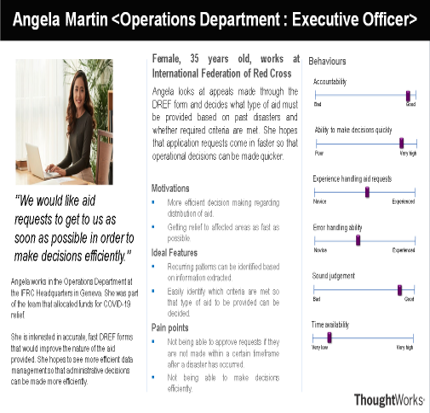 Angela Martin <Operations Department : Executive Officer>
"We would like aid
requests to get to us as
soon as possible in order to
make decisions efficiently."
Angela works in the Operations Department at
the IFRC Headquarters in Geneva. She was part
of the team that allocated funds for COVID-19
relief.
She is interested in accurate, fast DREF forms
that would improve the nature of the aid
provided. She hopes to see more efficient data
management so that administrative decisions
can be made more efficiently.
Female, 35 years old, works at
International Federation of Red Cross
Angela looks at appeals made through the
DREF form and decides what type of aid must
be provided based on past disasters and
whether required criteria are met. She hopes
that application requests come in faster so that
operational decisions can be made quicker.
Motivations
▪ More efficient decision making regarding
distribution of aid.
▪ Getting relief to affected areas as fast as
possible
Ideal Features
▪ Recurring patterns can be identified based
on information extracted.
▪ Easily identify which criteria are met so
that type of aid to be provided can be
decided.
Pain points
▪ Not being able to approve requests if they
are not made within a certain timeframe
after a disaster has occurred.
▪ Not being able to make decisions
efficiently.
Behaviours
Accountability
Bad Good
Ability to make decisions quickly
Poor Very high
Experience handling aid requests
Novice Experienced
Error handling ability
Novice Experienced
Sound judgement
Bad Good
Time availability
Very low Very high
ThoughtWorks